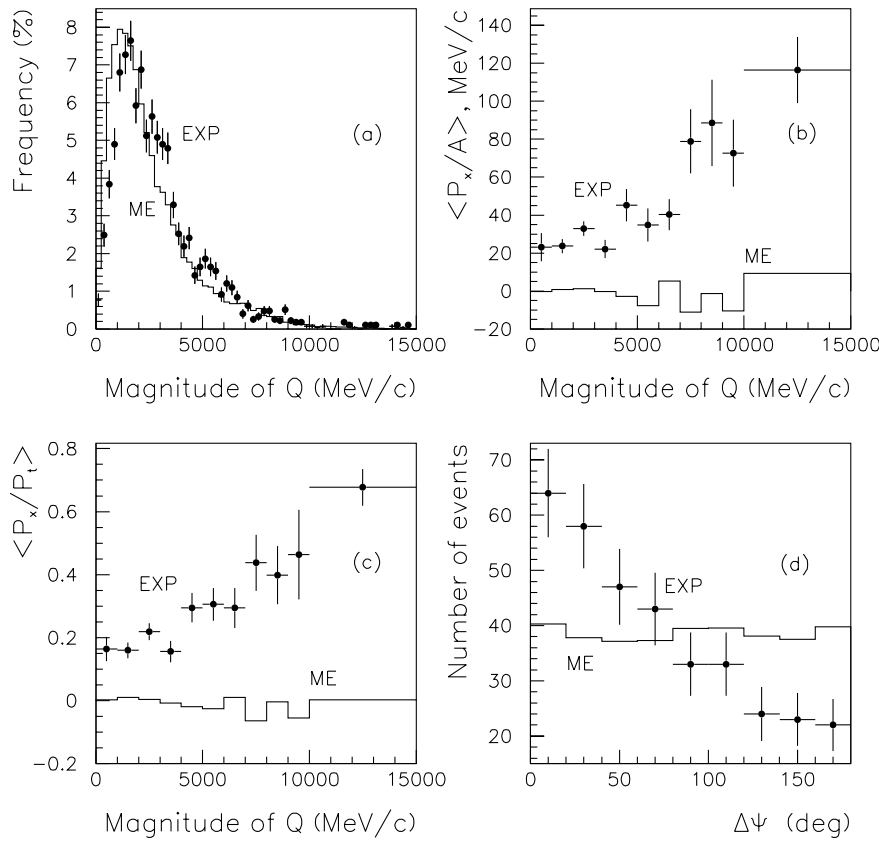 Frequency (%)
8
7
6
5
4
3
2
1
0
EXP
ME
(a)
0 5000 10000 15000
Magnitude of Q (MeV/c)
<Pₓ/A>, MeV/c
140
120
100
80
60
40
20
0
−20
(b)
EXP
ME
0 5000 10000 15000
Magnitude of Q (MeV/c)
<Pₓ/Pₜ>
0.8
0.6
0.4
0.2
0
−0.2
EXP
(c)
ME
0 5000 10000 15000
Magnitude of Q (MeV/c)
Number of events
70
60
50
40
30
20
EXP
(d)
ME
0 50 100 150
ΔΨ (deg)